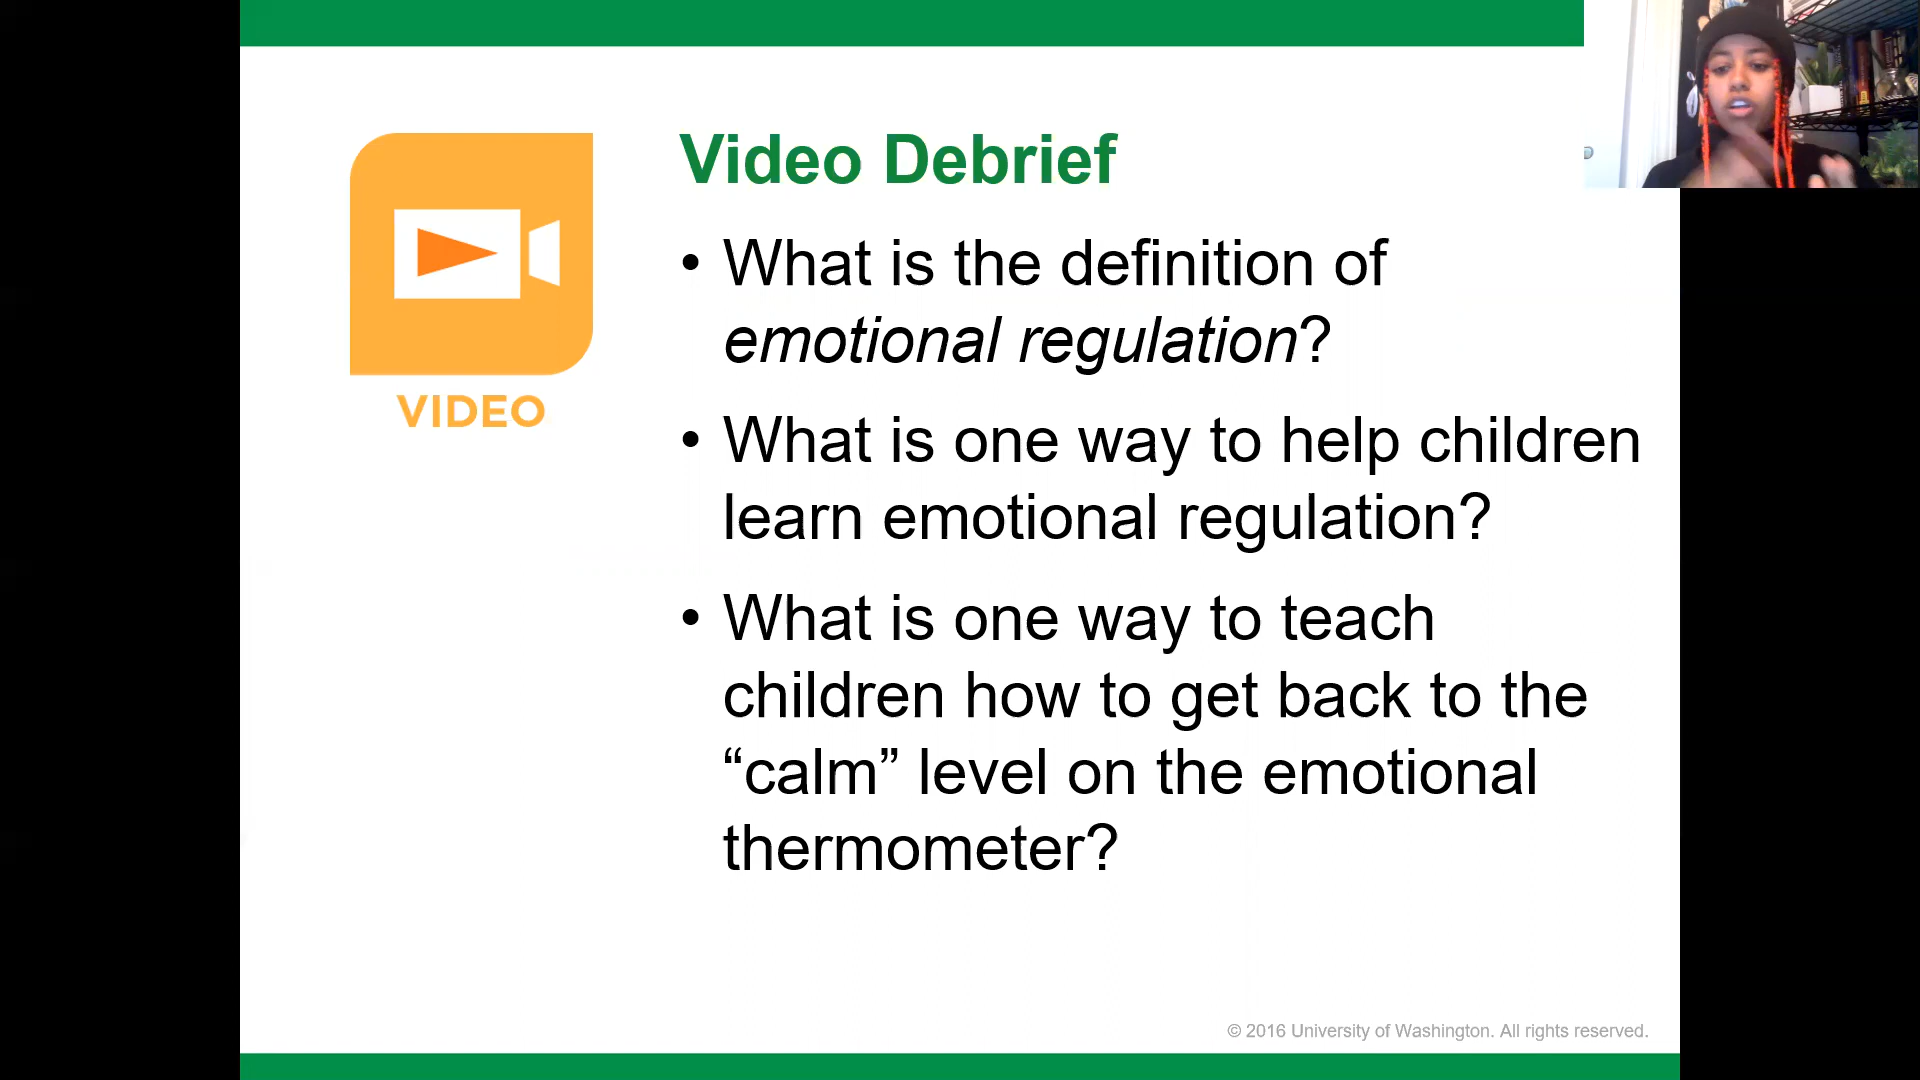 Video Debrief
• What is the definition of
emotional regulation?
• What is one way to help children
learn emotional regulation?
• What is one way to teach
children how to get back to the
“calm” level on the emotional
thermometer?
VIDEO
© 2016 University of Washington. All rights reserved.